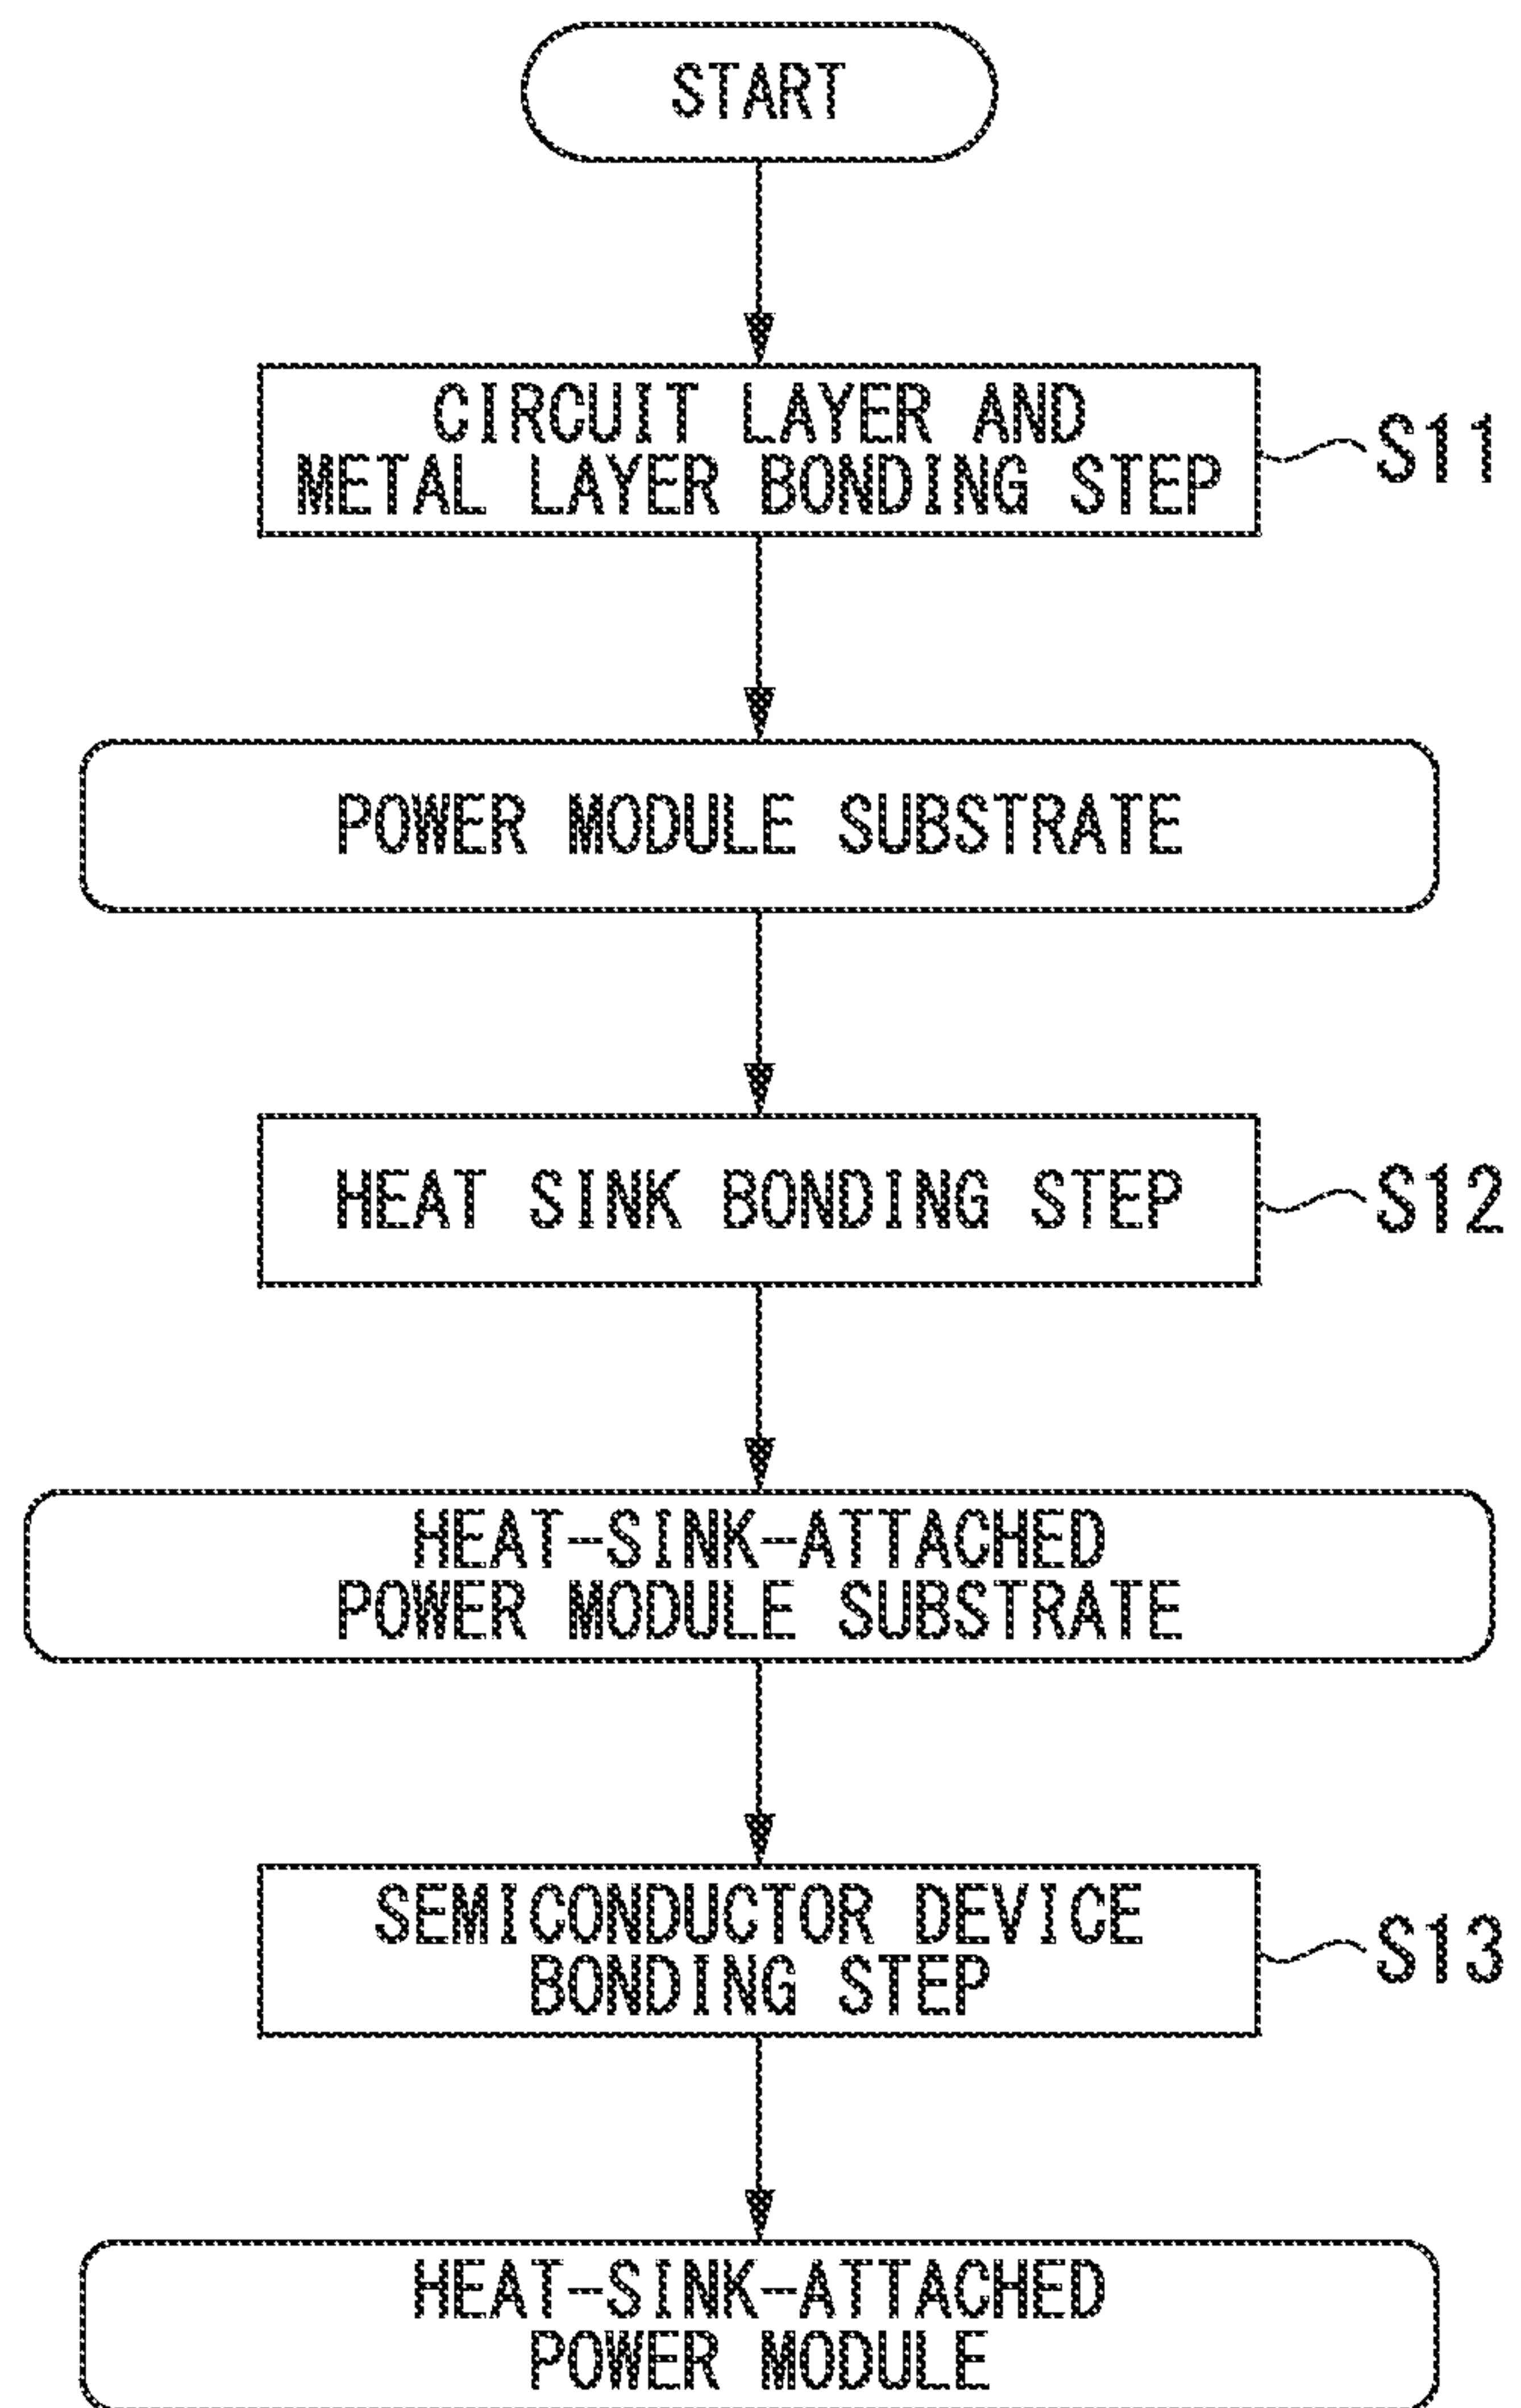 START
CIRCUIT LAYER AND
METAL LAYER BONDING STEP
S11
POWER MODULE SUBSTRATE
HEAT SINK BONDING STEP
S12
HEAT-SINK-ATTACHED
POWER MODULE SUBSTRATE
SEMICONDUCTOR DEVICE
BONDING STEP
S13
HEAT-SINK-ATTACHED
POWER MODULE